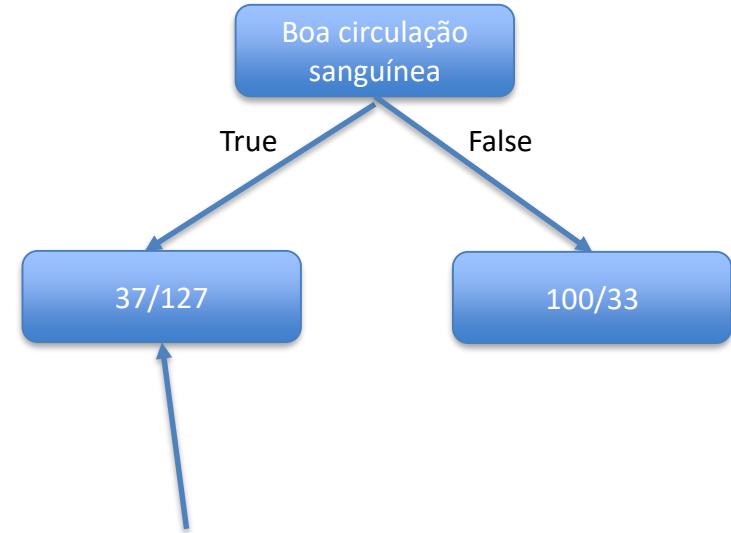 Boa circulação
sanguínea
True
False
37/127
100/33